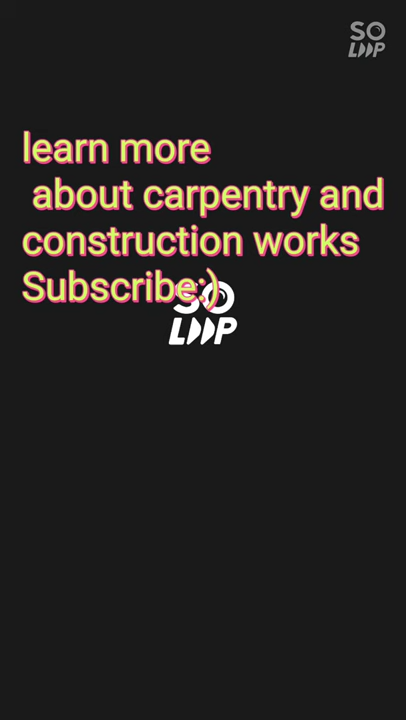 SO
LOOP
learn more
about carpentry and
construction works
Subscribe:)
SO
LOOP